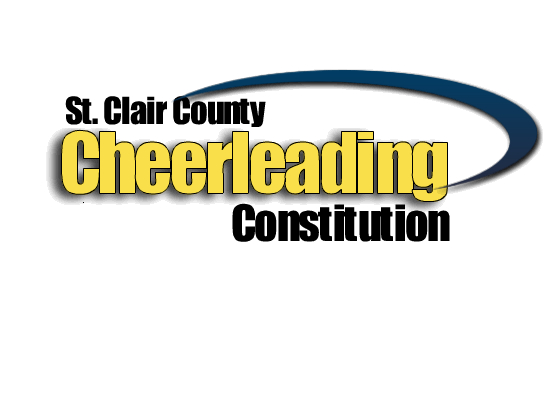 St. Clair County
Cheerleading
Constitution